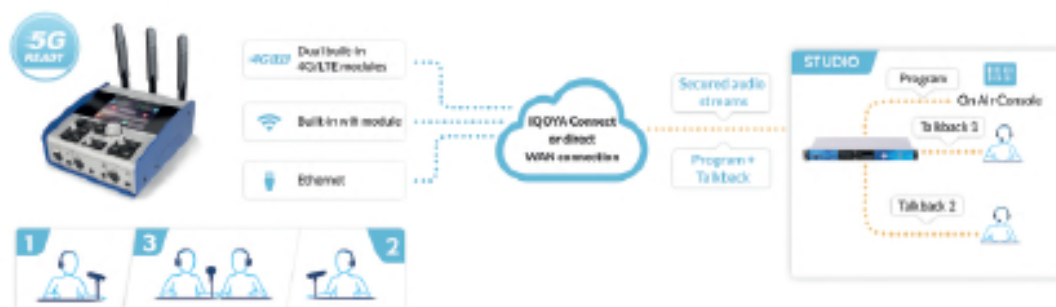 5G
READY
4G/LTE
Dual built-in
4G/LTE modules
Built-in wifi module
Ethernet
IQOYA Connect
or direct
WAN connection
Secured audio
streams
Program +
Talkback
STUDIO
Program
On Air Console
Talkback 1
Talkback 2
1
3
2